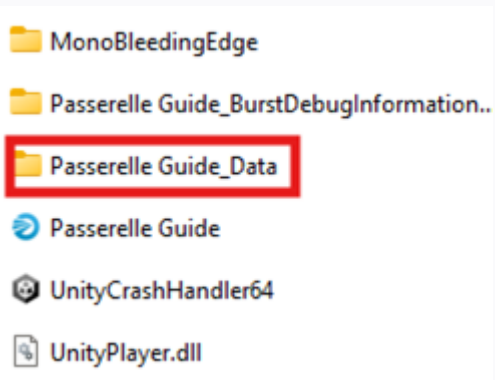 MonoBleedingEdge
Passerelle Guide_BurstDebugInformation..
Passerelle Guide_Data
Passerelle Guide
UnityCrashHandler64
UnityPlayer.dll